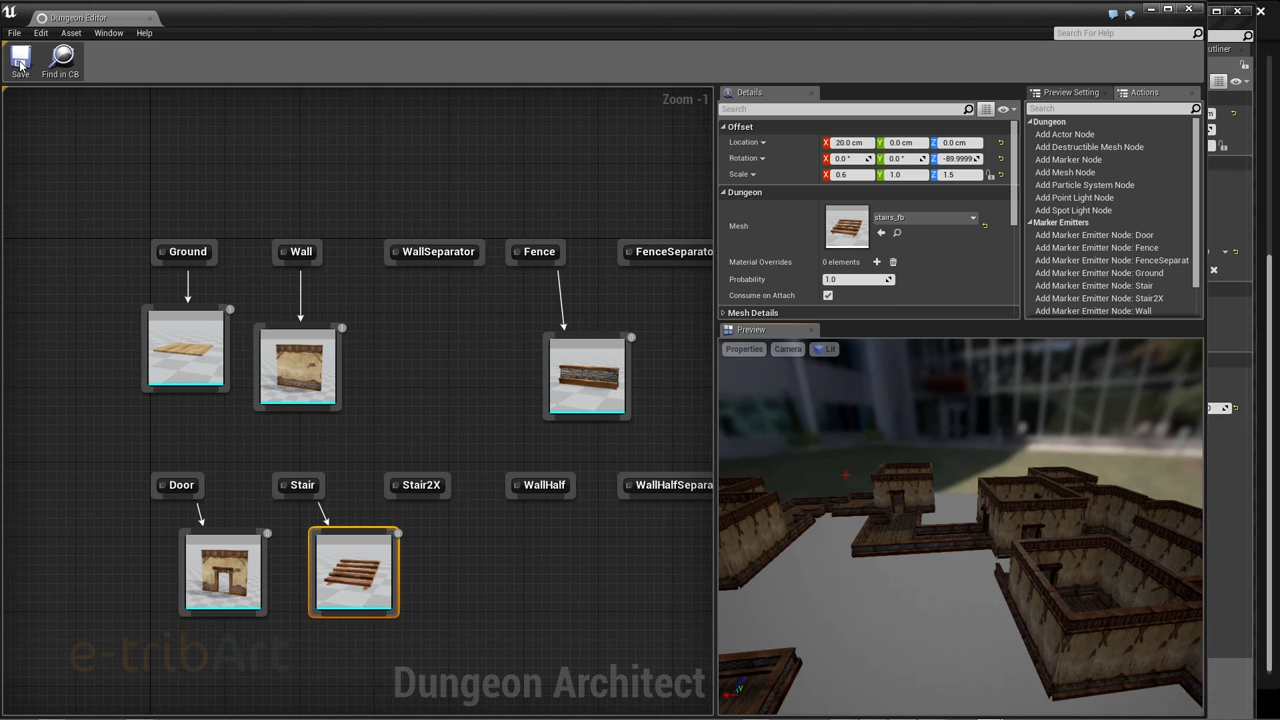 Dungeon Editor
File Edit Asset Window Help
Search For Help
Save Find in CB
Zoom -1
Details
Search
Offset
Location X 20.0 cm Y 0.0 cm Z 0.0 cm
Rotation X 0.0 ° Y 0.0 ° Z -89.9999
Scale X 0.6 Y 1.0 Z 1.5
Dungeon
Mesh stairs_fb
Material Overrides 0 elements
Probability 1.0
Consume on Attach
Mesh Details
Preview Setting Actions
Search
Dungeon
Add Actor Node
Add Destructible Mesh Node
Add Marker Node
Add Mesh Node
Add Particle System Node
Add Point Light Node
Add Spot Light Node
Marker Emitters
Add Marker Emitter Node: Door
Add Marker Emitter Node: Fence
Add Marker Emitter Node: FenceSeparat
Add Marker Emitter Node: Ground
Add Marker Emitter Node: Stair
Add Marker Emitter Node: Stair2X
Add Marker Emitter Node: Wall
utliner
Ground Wall WallSeparator Fence FenceSeparato
Door Stair Stair2X WallHalf WallHalfSepara
Preview
Properties Camera Lit
Y
e-tribArt
Dungeon Architect